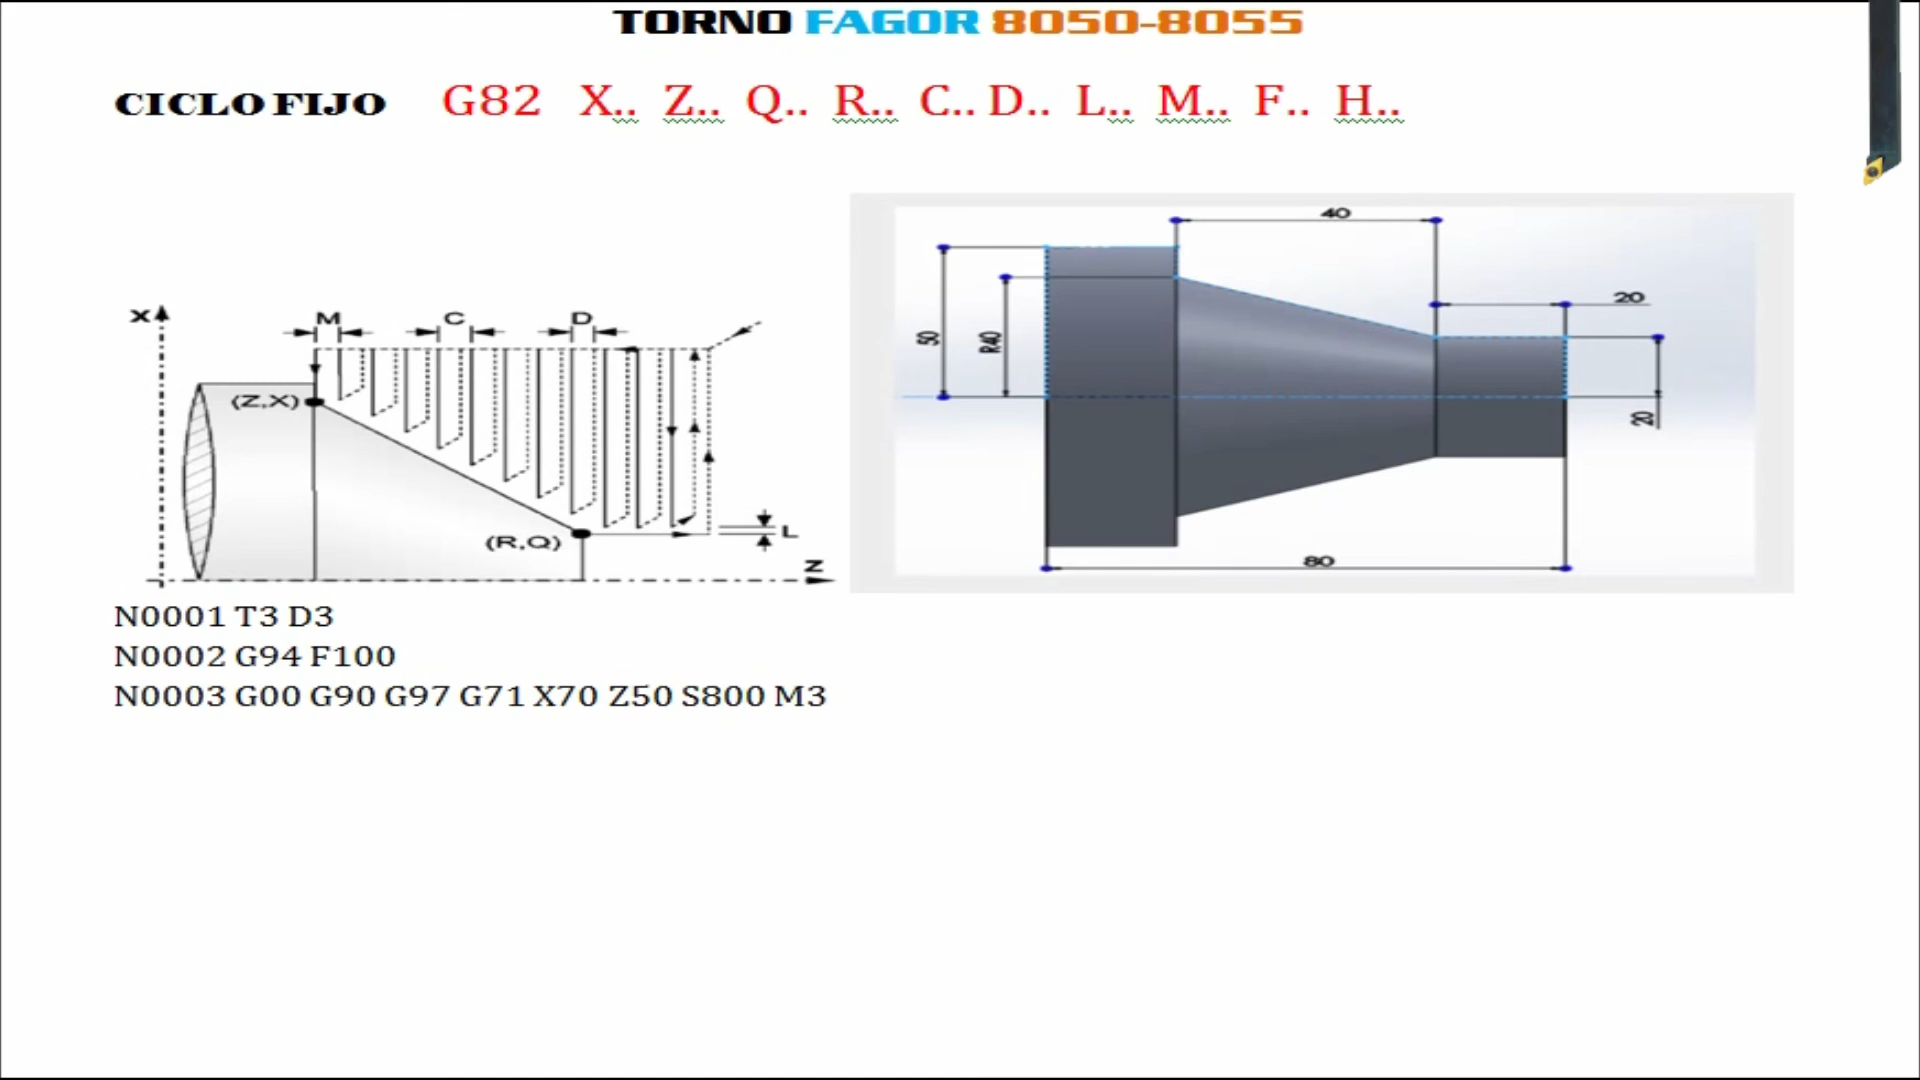 TORNO FAGOR 8050-8055
CICLO FIJO G82 X.. Z.. Q.. R.. C.. D.. L.. M.. F.. H..
X
M
C
D
(Z,X)
(R,Q)
L
Z
40
20
50
R40
20
80
N0001 T3 D3
N0002 G94 F100
N0003 G00 G90 G97 G71 X70 Z50 S800 M3